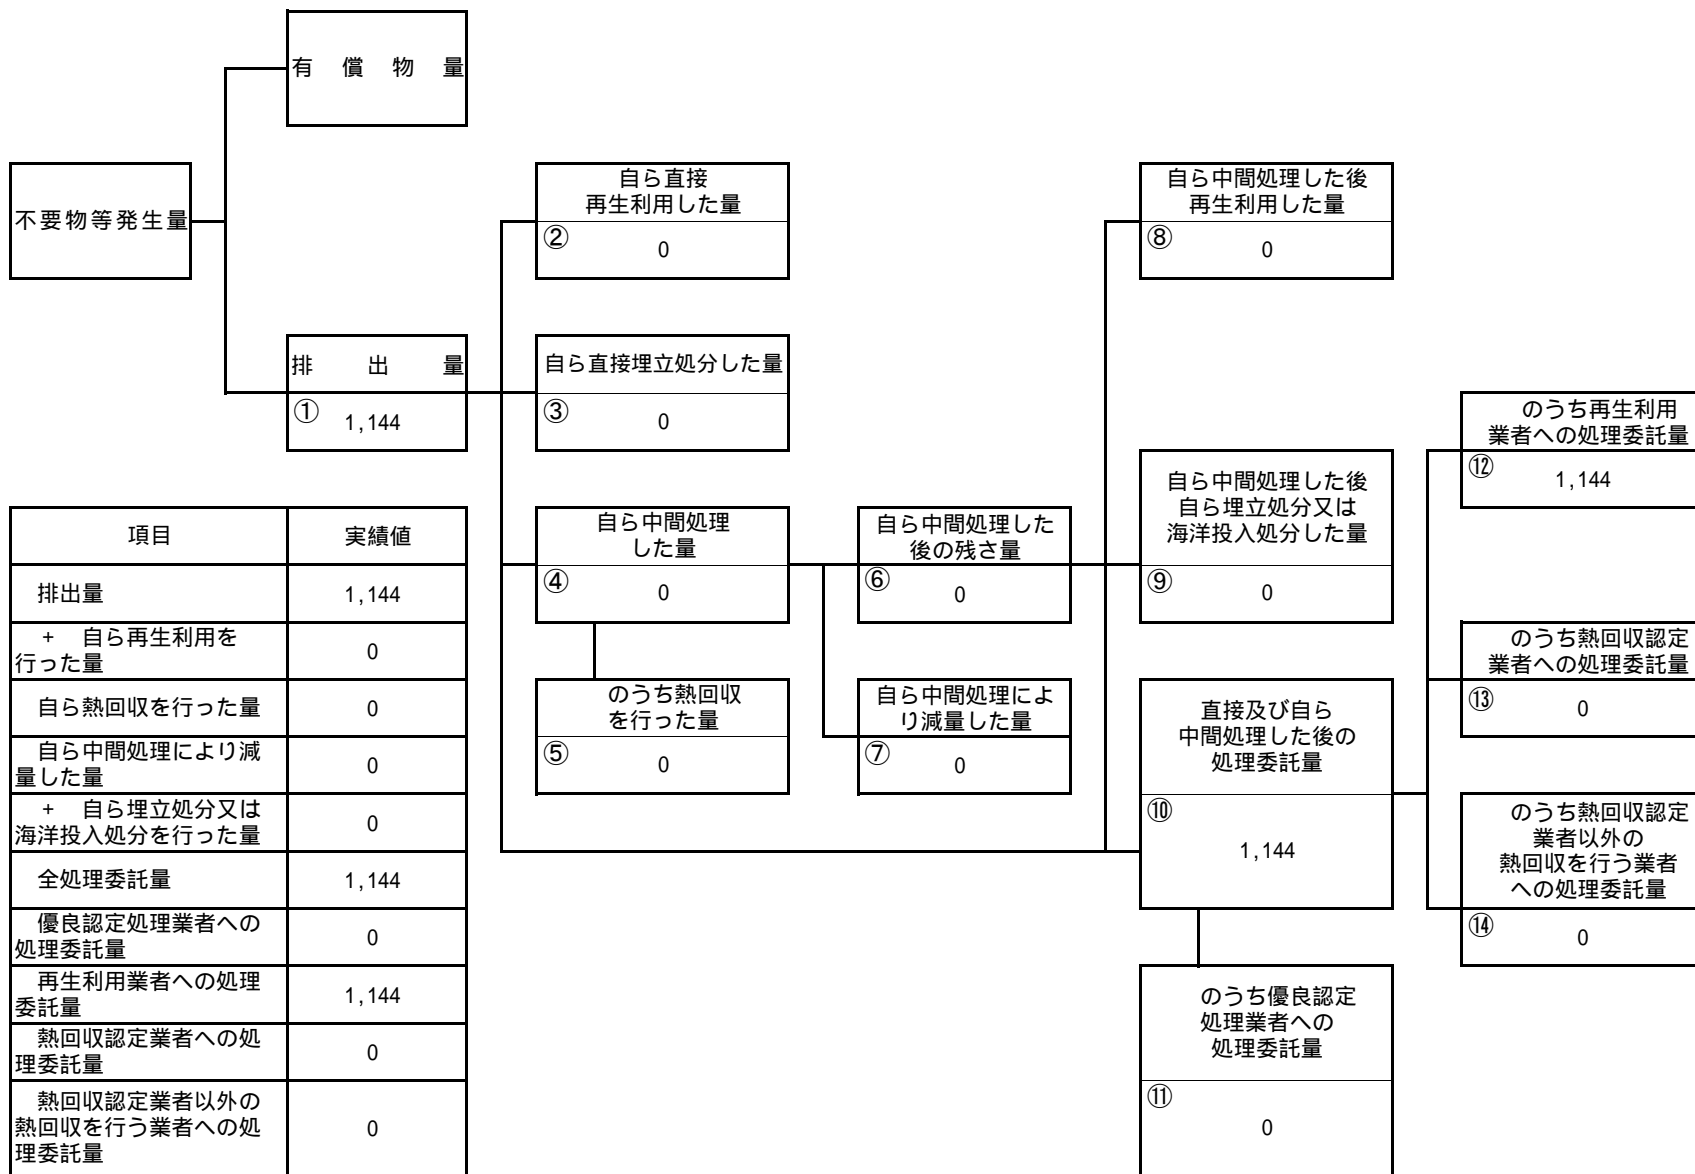 有 償 物 量
不要物等発生量
自ら直接
再生利用した量
② 0
自ら中間処理した後
再生利用した量
⑧ 0
排 出 量
① 1,144
自ら直接埋立処分した量
③ 0
のうち再生利用
業者への処理委託量
⑫ 1,144
自ら中間処理
した量
④ 0
自ら中間処理した
後の残さ量
⑥ 0
自ら中間処理した後
自ら埋立処分又は
海洋投入処分した量
⑨ 0
のうち熱回収認定
業者への処理委託量
⑬ 0
のうち熱回収
を行った量
⑤ 0
自ら中間処理によ
り減量した量
⑦ 0
直接及び自ら
中間処理した後の
処理委託量
⑩
1,144
のうち熱回収認定
業者以外の
熱回収を行う業者
への処理委託量
⑭ 0
のうち優良認定
処理業者への
処理委託量
⑪
0
項目 実績値
排出量 1,144
+ 自ら再生利用を
行った量 0
自ら熱回収を行った量 0
自ら中間処理により減
量した量 0
+ 自ら埋立処分又は
海洋投入処分を行った量 0
全処理委託量 1,144
優良認定処理業者への
処理委託量 0
再生利用業者への処理
委託量 1,144
熱回収認定業者への処
理委託量 0
熱回収認定業者以外の
熱回収を行う業者への処
理委託量 0